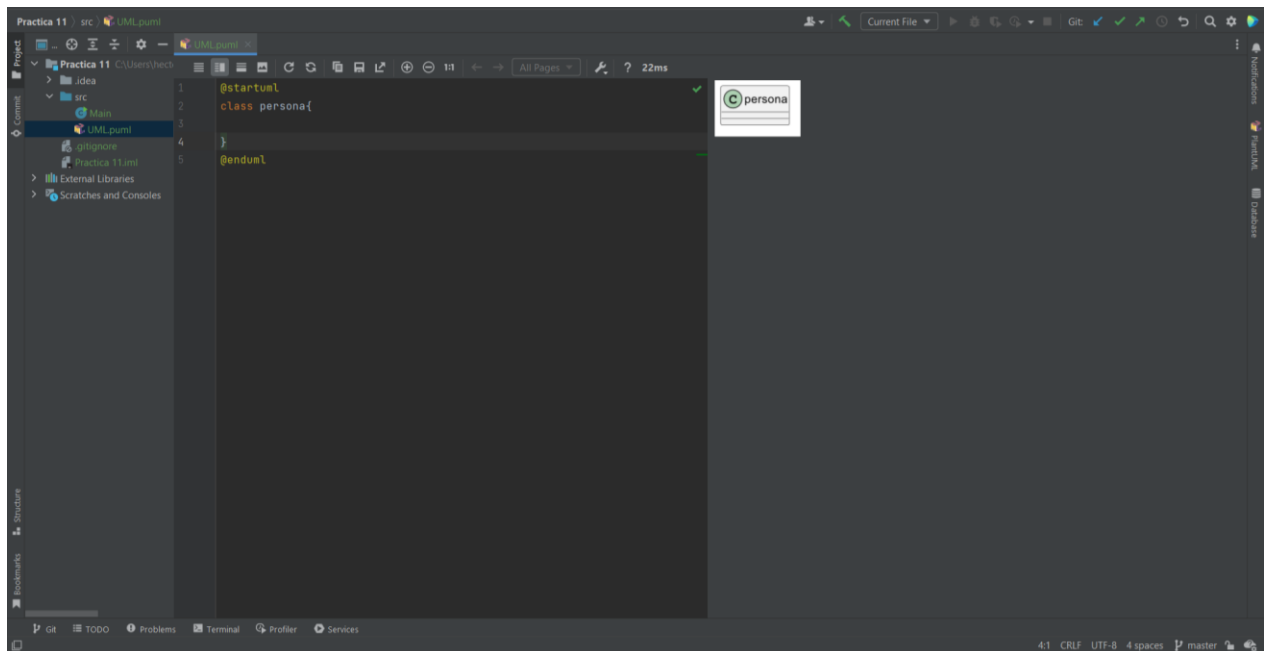 Practica 11 > src > UML.puml
Current File
Git:
Project
Commit
Structure
Bookmarks
UML.puml ×
Practica 11 C:\Users\hect
.idea
src
Main
UML.puml
.gitignore
Practica 11.iml
External Libraries
Scratches and Consoles
1:1
All Pages
? 22ms
1 @startuml
2 class persona{
3
4 }
5 @enduml
C persona
Notifications
PlantUML
Database
Git
TODO
Problems
Terminal
Profiler
Services
4:1 CRLF UTF-8 4 spaces master